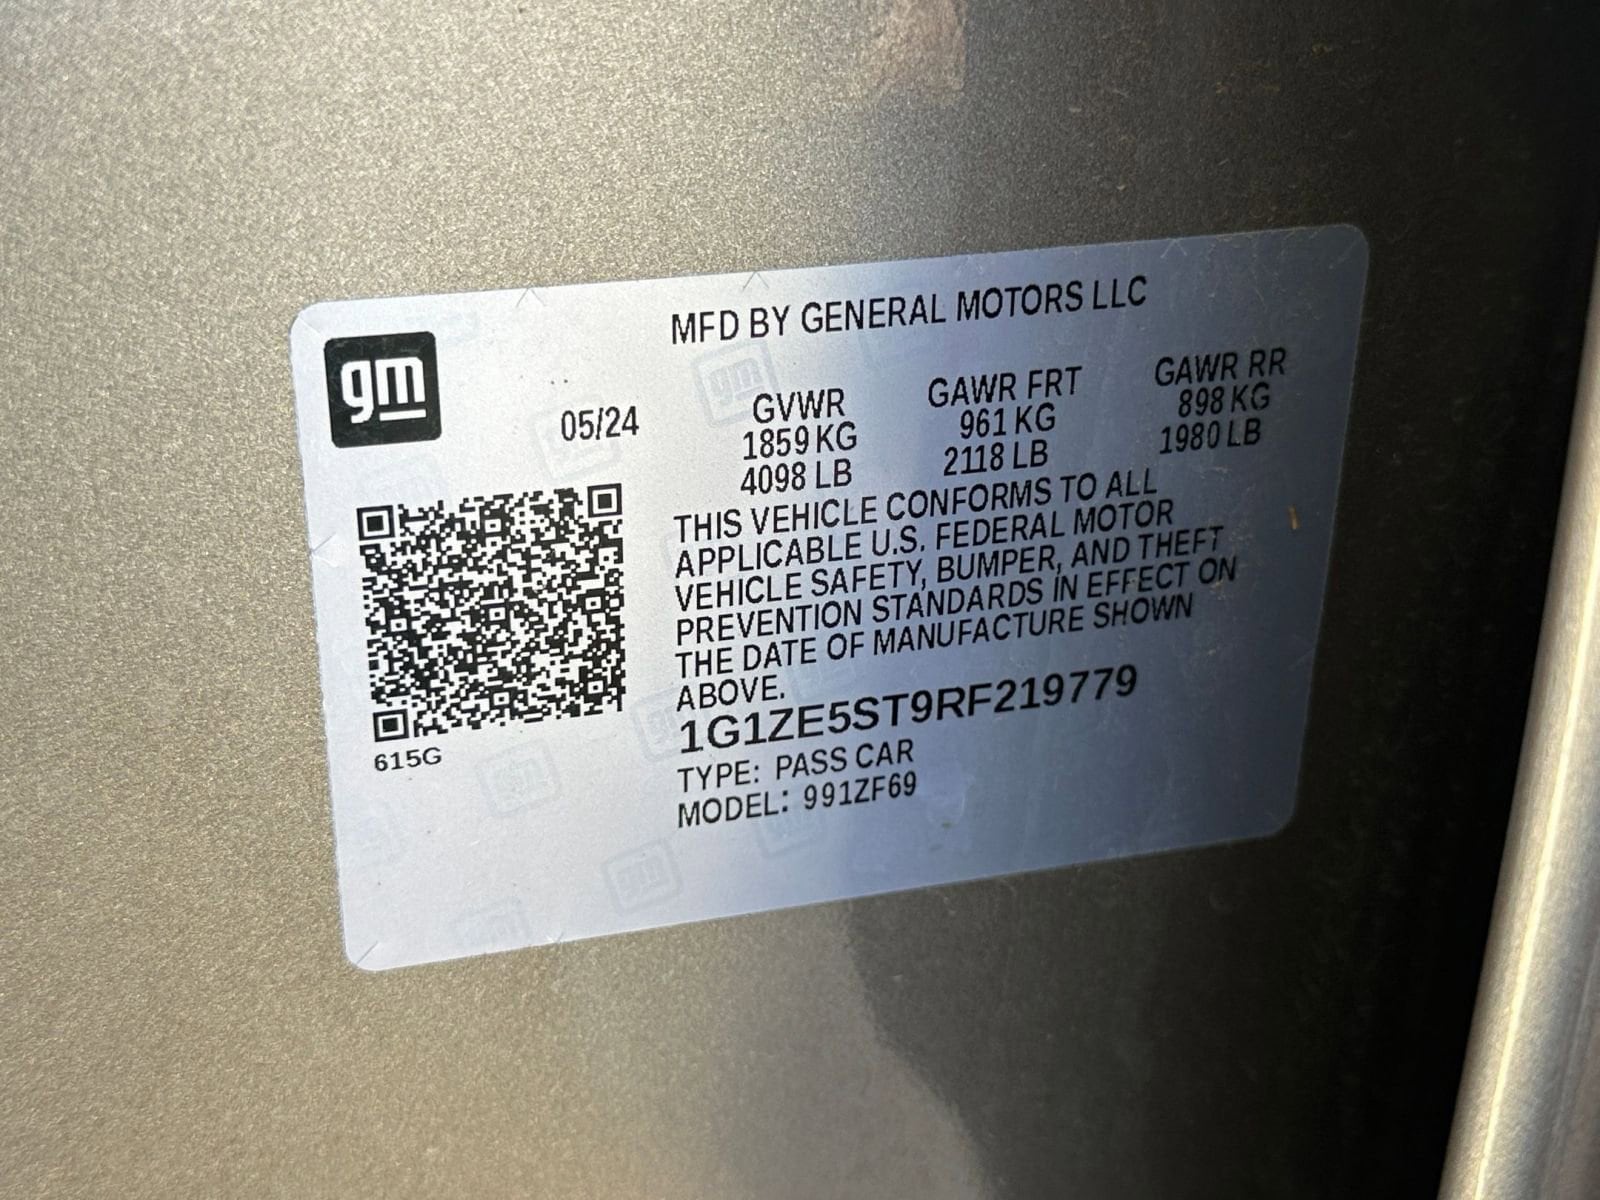 MFD BY GENERAL MOTORS LLC
gm
05/24
GVWR
1859 KG
4098 LB
GAWR FRT
961 KG
2118 LB
GAWR RR
898 KG
1980 LB
THIS VEHICLE CONFORMS TO ALL
APPLICABLE U.S. FEDERAL MOTOR
VEHICLE SAFETY, BUMPER, AND THEFT
PREVENTION STANDARDS IN EFFECT ON
THE DATE OF MANUFACTURE SHOWN
ABOVE.
1G1ZE5ST9RF219779
TYPE: PASS CAR
MODEL: 991ZF69
615G